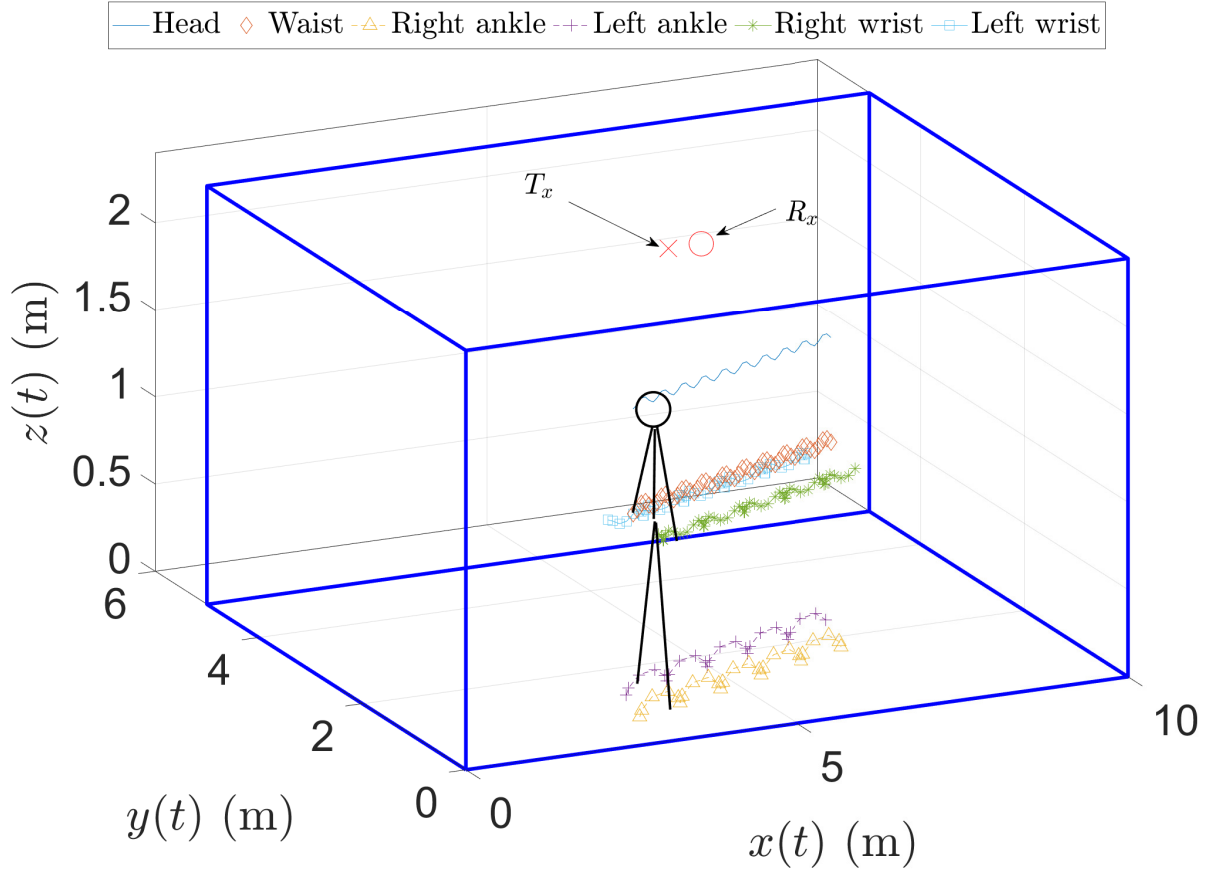 Head Waist Right ankle Left ankle Right wrist Left wrist
T_x
R_x
2
1.5
1
0.5
0
z(t) (m)
6
4
2
0
y(t) (m)
0
5
10
x(t) (m)